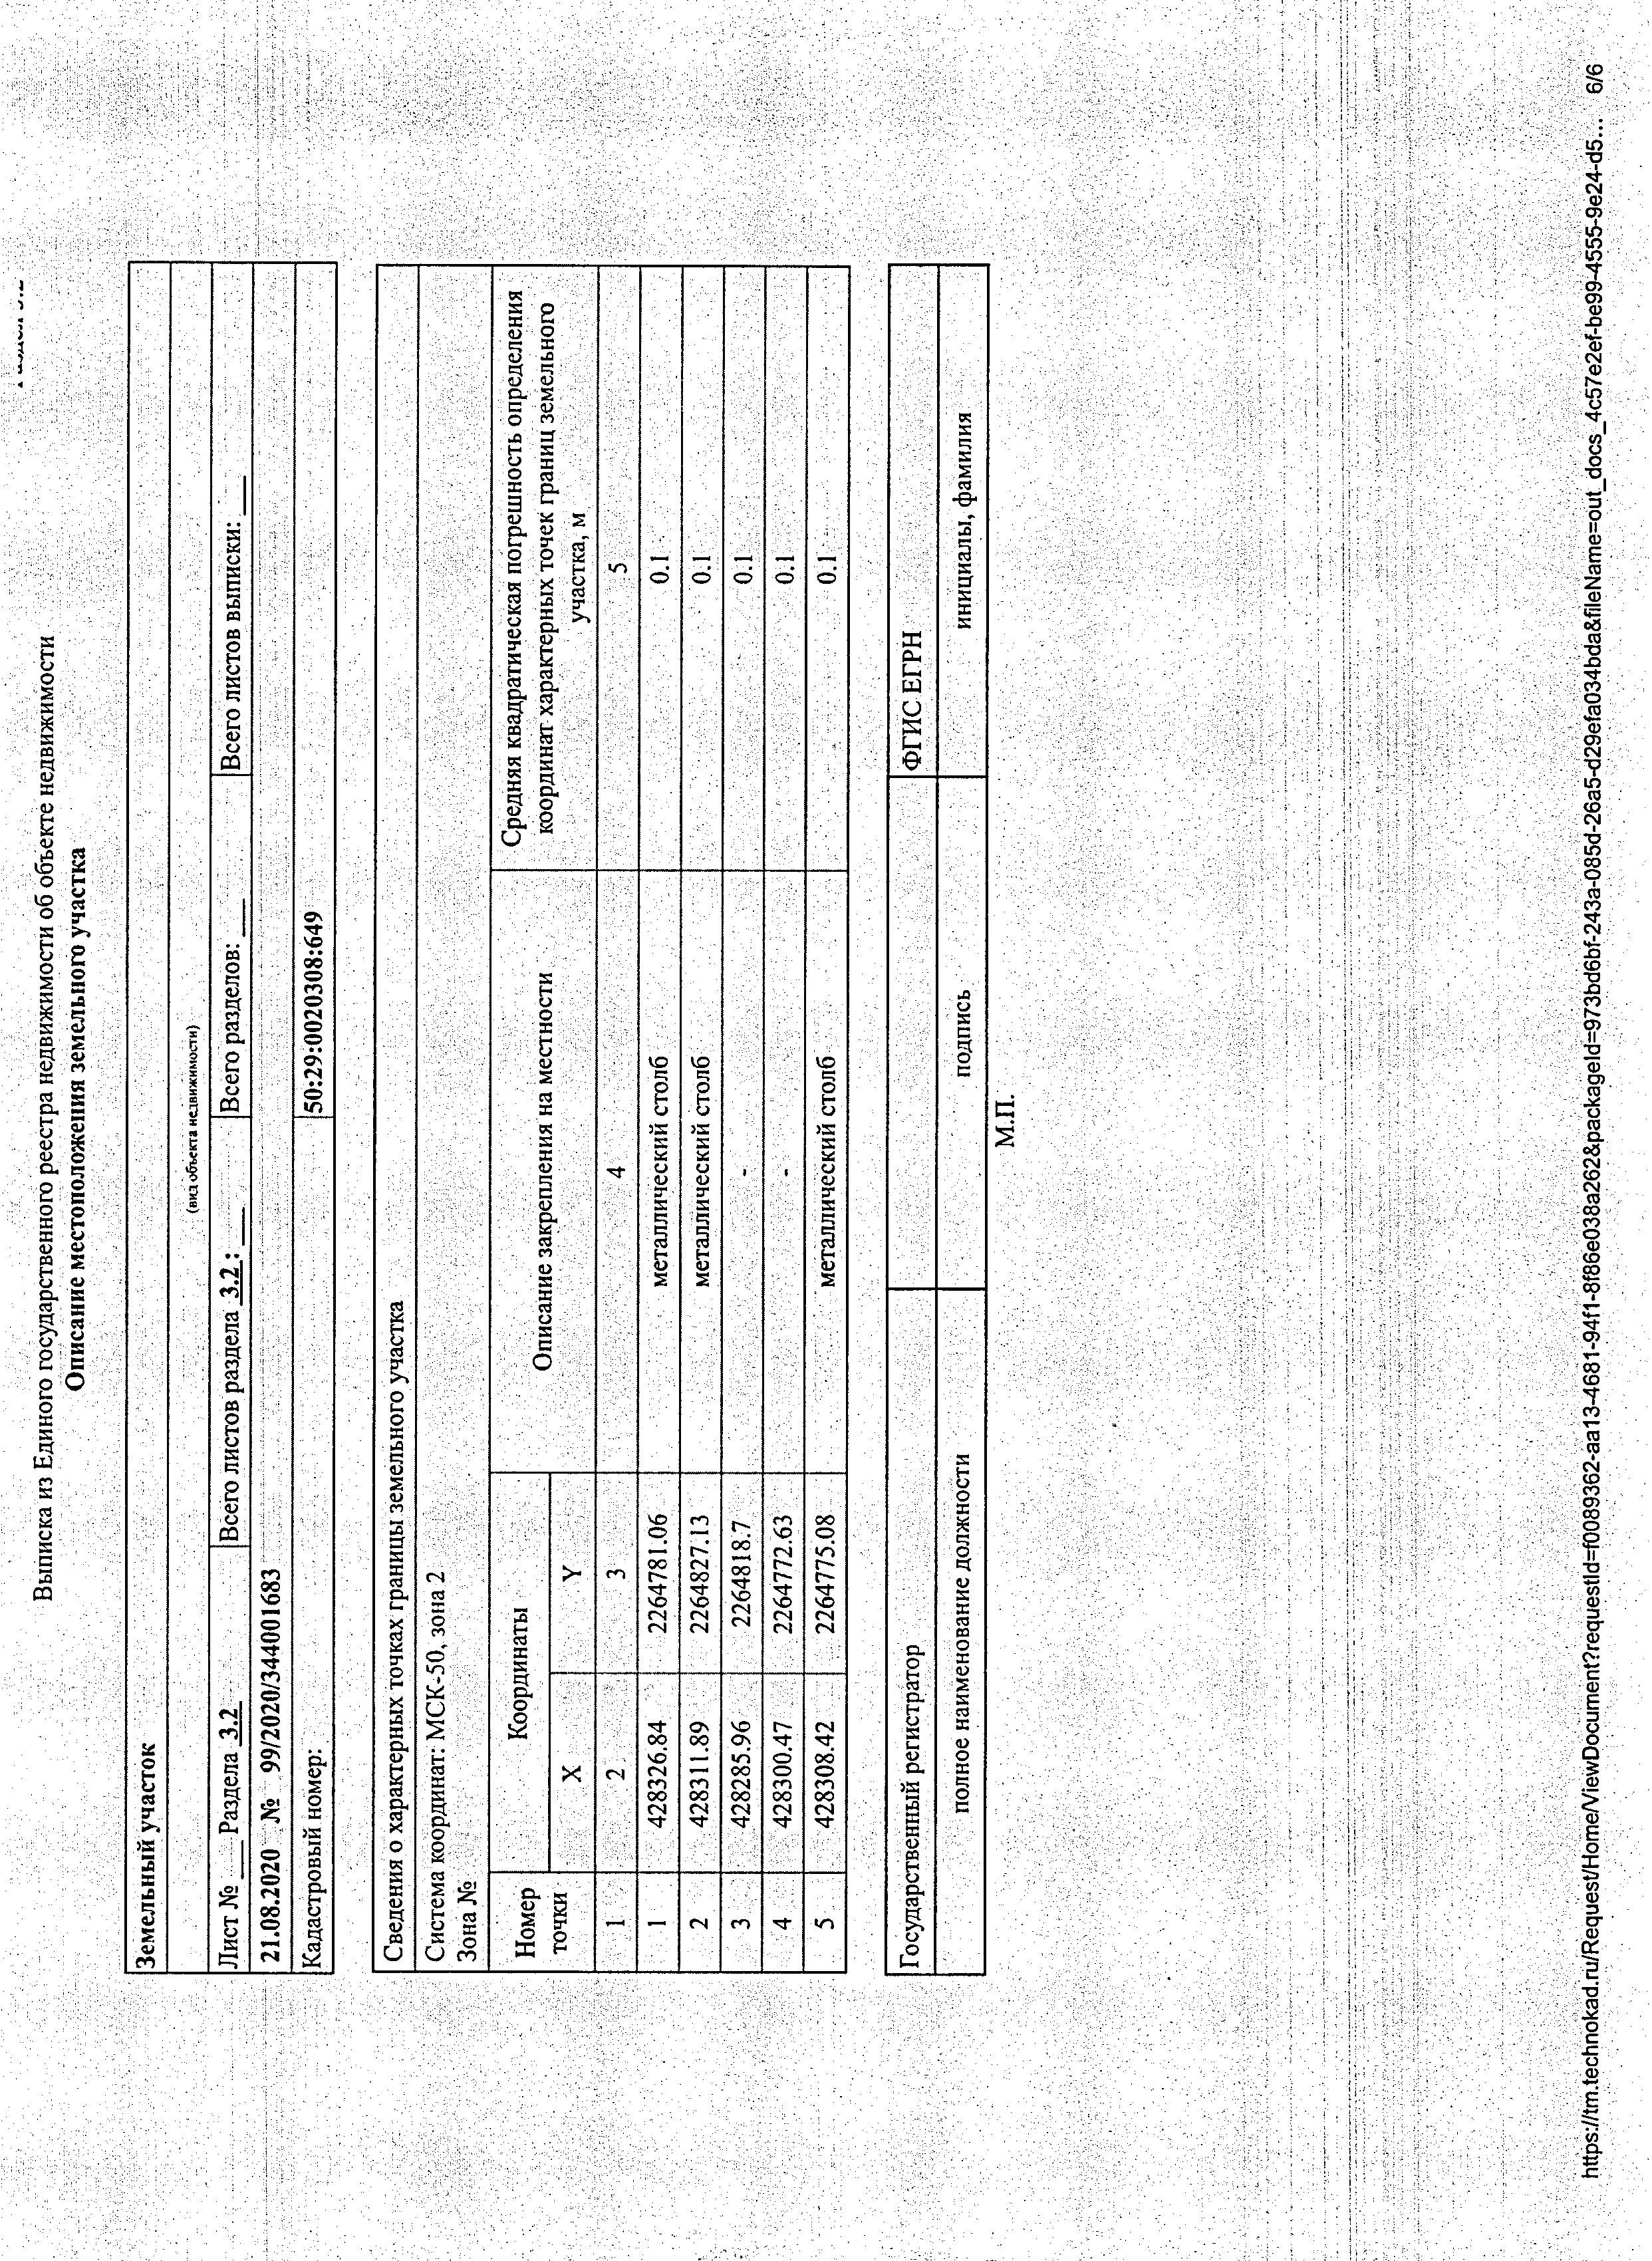 Выписка из Единого государственного реестра недвижимости об объекте недвижимости
Описание местоположения земельного участка
Земельный участок
(вид объекта недвижимости)
Лист № ___ Раздела 3.2 Всего листов раздела 3.2 : ___ Всего разделов: ___ Всего листов выписки: ___
21.08.2020 № 99/2020/344001683
Кадастровый номер: 50:29:0020308:649
Сведения о характерных точках границы земельного участка
Система координат: МСК-50, зона 2
Зона №
Номер точки Координаты Описание закрепления на местности Средняя квадратическая погрешность определения координат характерных точек границ земельного участка, м
X Y
1 2 3 4 5
1 428326.84 2264781.06 металлический столб 0.1
2 428311.89 2264827.13 металлический столб 0.1
3 428285.96 2264818.7 - 0.1
4 428300.47 2264772.63 - 0.1
5 428308.42 2264775.08 металлический столб 0.1
Государственный регистратор ФГИС ЕГРН
полное наименование должности подпись инициалы, фамилия
М.П.
https://tm.technokad.ru/Request/Home/ViewDocument?requestId=f0089362-aa13-4681-94f1-8f86e038a262&packageId=973bd6bf-243a-085d-26a5-d29efa034bda&fileName=out_docs_4c57e2ef-be99-4555-9e24-d5... 6/6